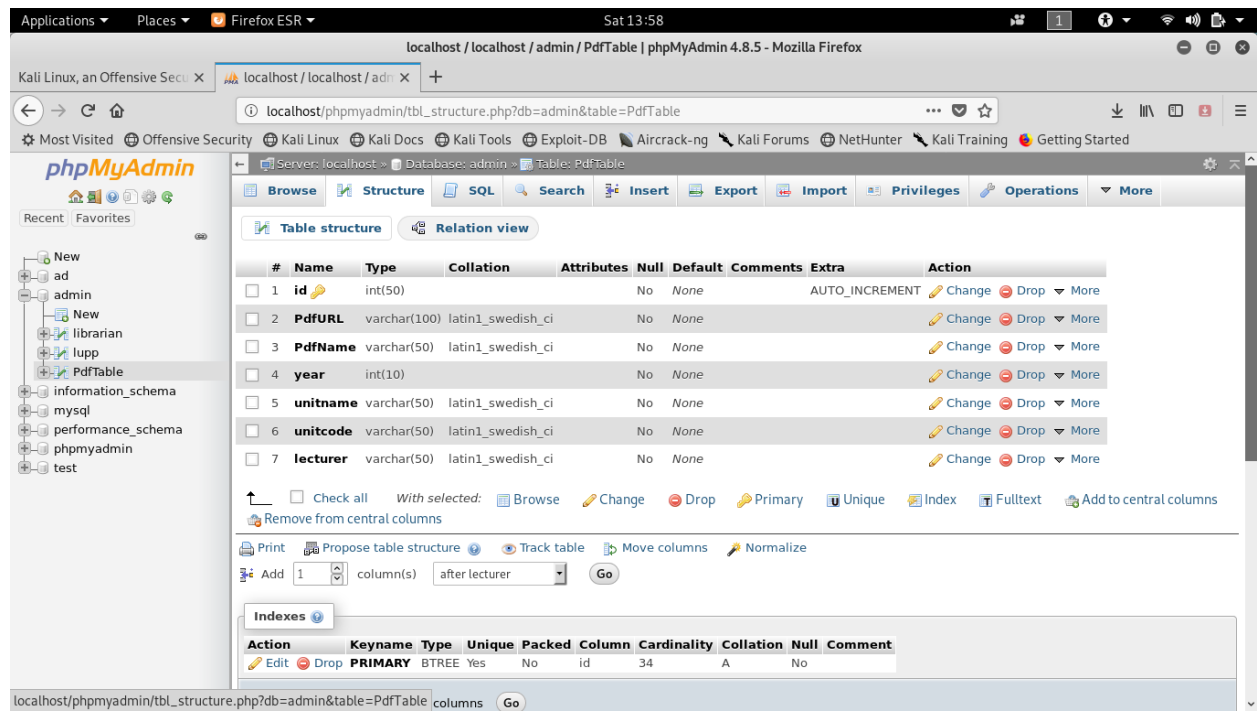 Applications Places Firefox ESR Sat 13:58 1
localhost / localhost / admin / PdfTable | phpMyAdmin 4.8.5 - Mozilla Firefox
Kali Linux, an Offensive Secu localhost / localhost / adm
localhost/phpmyadmin/tbl_structure.php?db=admin&table=PdfTable
Most Visited Offensive Security Kali Linux Kali Docs Kali Tools Exploit-DB Aircrack-ng Kali Forums NetHunter Kali Training Getting Started
phpMyAdmin
Recent Favorites
New
ad
admin
New
librarian
lupp
PdfTable
information_schema
mysql
performance_schema
phpmyadmin
test
Server: localhost » Database: admin » Table: PdfTable
Browse Structure SQL Search Insert Export Import Privileges Operations More
Table structure Relation view
# Name Type Collation Attributes Null Default Comments Extra Action
1 id int(50) No None AUTO_INCREMENT Change Drop More
2 PdfURL varchar(100) latin1_swedish_ci No None Change Drop More
3 PdfName varchar(50) latin1_swedish_ci No None Change Drop More
4 year int(10) No None Change Drop More
5 unitname varchar(50) latin1_swedish_ci No None Change Drop More
6 unitcode varchar(50) latin1_swedish_ci No None Change Drop More
7 lecturer varchar(50) latin1_swedish_ci No None Change Drop More
Check all With selected: Browse Change Drop Primary Unique Index Fulltext Add to central columns
Remove from central columns
Print Propose table structure Track table Move columns Normalize
Add 1 column(s) after lecturer Go
Indexes
Action Keyname Type Unique Packed Column Cardinality Collation Null Comment
Edit Drop PRIMARY BTREE Yes No id 34 A No
localhost/phpmyadmin/tbl_structure.php?db=admin&table=PdfTable columns Go